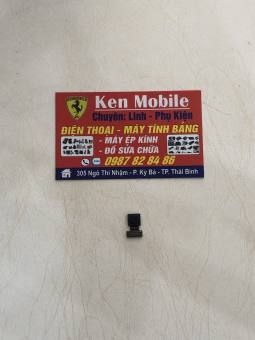 Ken Mobile
Chuyên: Linh - Phụ Kiện
ĐIỆN THOẠI - MÁY TÍNH BẢNG
- MÁY ÉP KÍNH
- ĐỒ SỬA CHỮA
0987 82 84 86
305 Ngô Thì Nhậm - P. Kỳ Bá - TP. Thái Bình